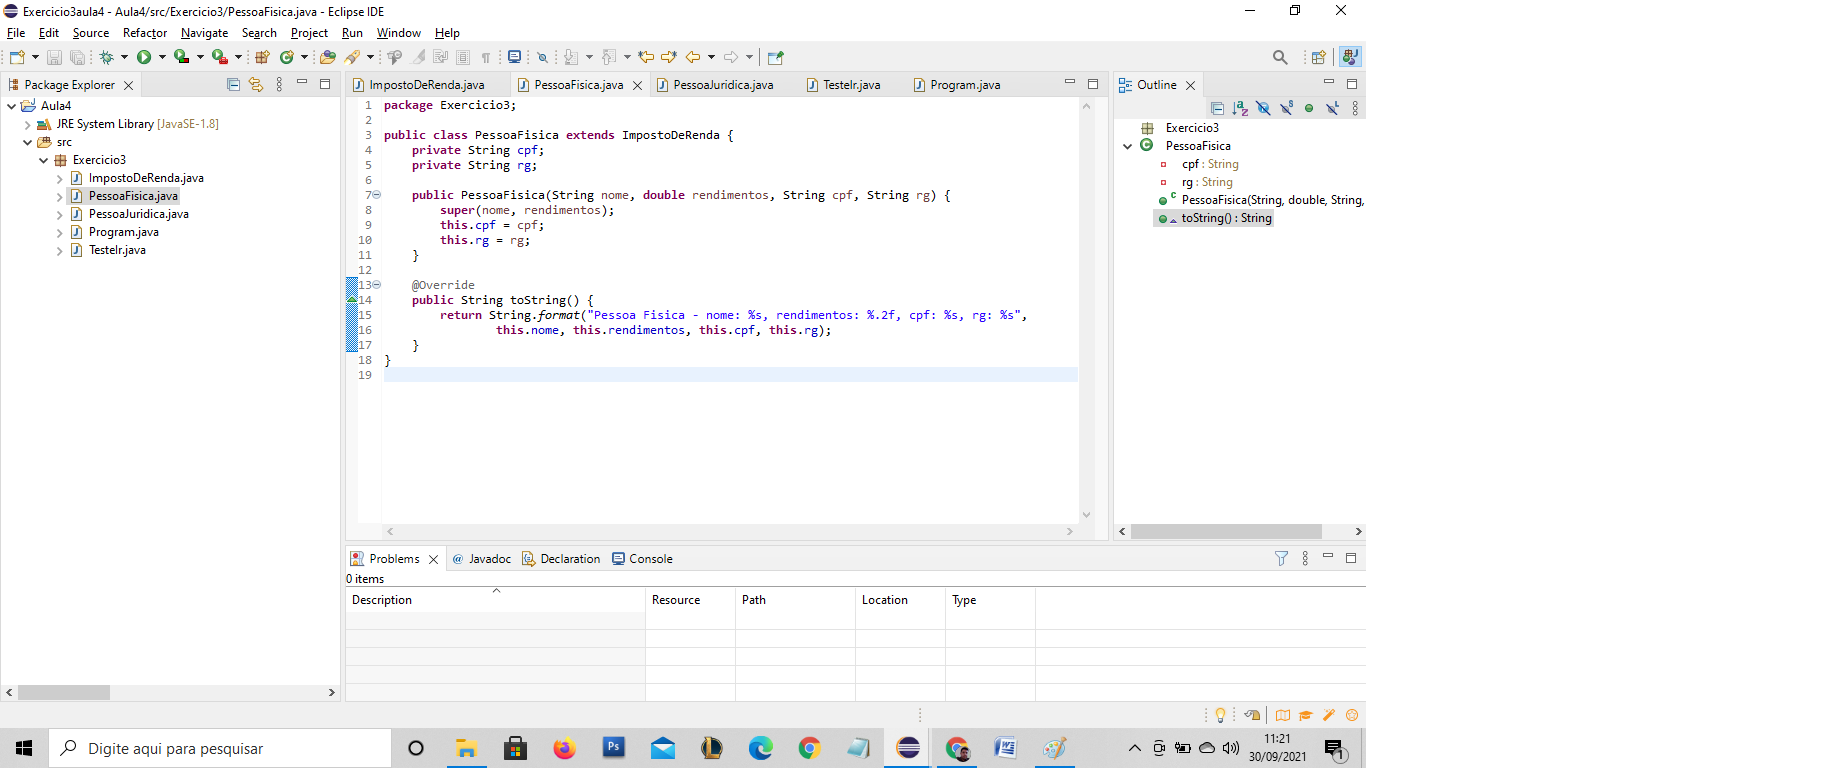 Exercicio3aula4 - Aula4/src/Exercicio3/PessoaFisica.java - Eclipse IDE
File Edit Source Refactor Navigate Search Project Run Window Help
Package Explorer
Aula4
JRE System Library [JavaSE-1.8]
src
Exercicio3
ImpostoDeRenda.java
PessoaFisica.java
PessoaJuridica.java
Program.java
TesteIr.java
ImpostoDeRenda.java PessoaFisica.java PessoaJuridica.java TesteIr.java Program.java
1 package Exercicio3;
2
3 public class PessoaFisica extends ImpostoDeRenda {
4 private String cpf;
5 private String rg;
6
7 public PessoaFisica(String nome, double rendimentos, String cpf, String rg) {
8 super(nome, rendimentos);
9 this.cpf = cpf;
10 this.rg = rg;
11 }
12
13 @Override
14 public String toString() {
15 return String.format("Pessoa Fisica - nome: %s, rendimentos: %.2f, cpf: %s, rg: %s",
16 this.nome, this.rendimentos, this.cpf, this.rg);
17 }
18 }
19
Outline
Exercicio3
PessoaFisica
cpf : String
rg : String
PessoaFisica(String, double, String,
toString() : String
Problems Javadoc Declaration Console
0 items
Description Resource Path Location Type
Digite aqui para pesquisar
11:21
30/09/2021
1